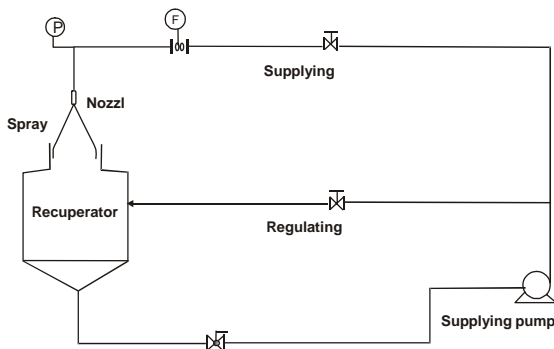 P
F
Supplying
Nozzl
Spray
Recuperator
Regulating
Supplying pump